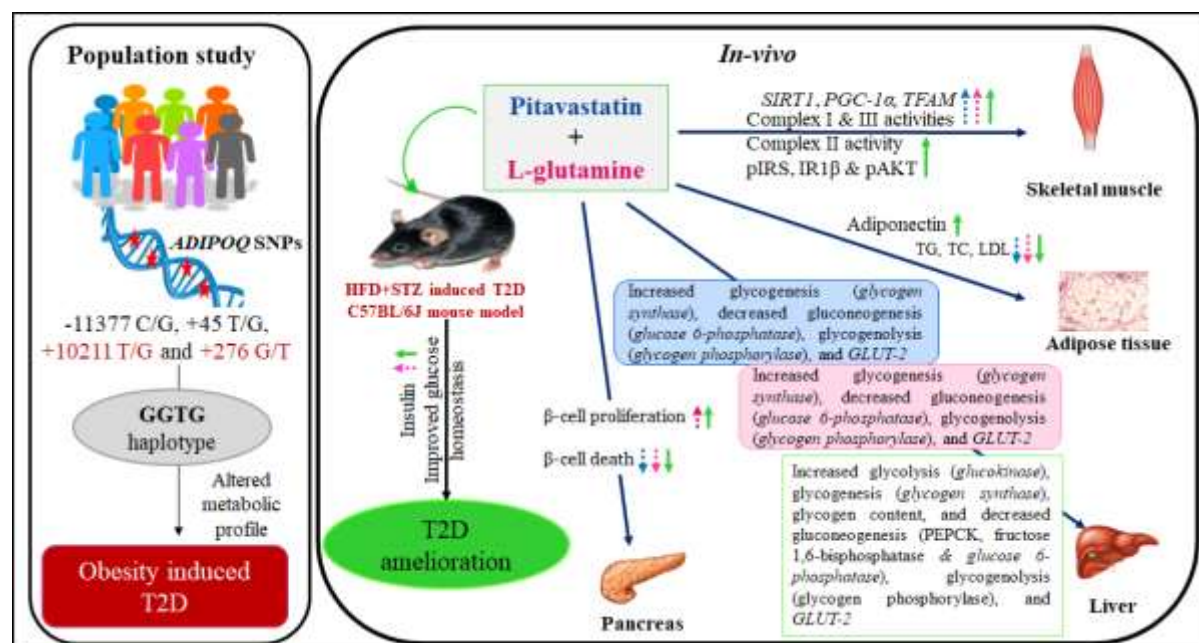 Population study
ADIPOQ SNPs
-11377 C/G, +45 T/G,
+10211 T/G and +276 G/T
GGTG
haplotype
Altered
metabolic
profile
Obesity induced
T2D
In-vivo
Pitavastatin
+
L-glutamine
HFD+STZ induced T2D
C57BL/6J mouse model
Insulin
Improved glucose
homeostasis
T2D
amelioration
SIRT1, PGC-1α, TFAM
Complex I & III activities
Complex II activity
pIRS, IR1β & pAKT
Skeletal muscle
Adiponectin
TG, TC, LDL
Adipose tissue
Increased glycogenesis (glycogen
synthase), decreased gluconeogenesis
(glucose 6-phosphatase), glycogenolysis
(glycogen phosphorylase), and GLUT-2
Increased glycogenesis (glycogen
synthase), decreased gluconeogenesis
(glucose 6-phosphatase), glycogenolysis
(glycogen phosphorylase), and GLUT-2
β-cell proliferation
β-cell death
Pancreas
Increased glycolysis (glucokinase),
glycogenesis (glycogen synthase),
glycogen content, and decreased
gluconeogenesis (PEPCK, fructose
1,6-bisphosphatase & glucose 6-
phosphatase), glycogenolysis
(glycogen phosphorylase), and
GLUT-2
Liver